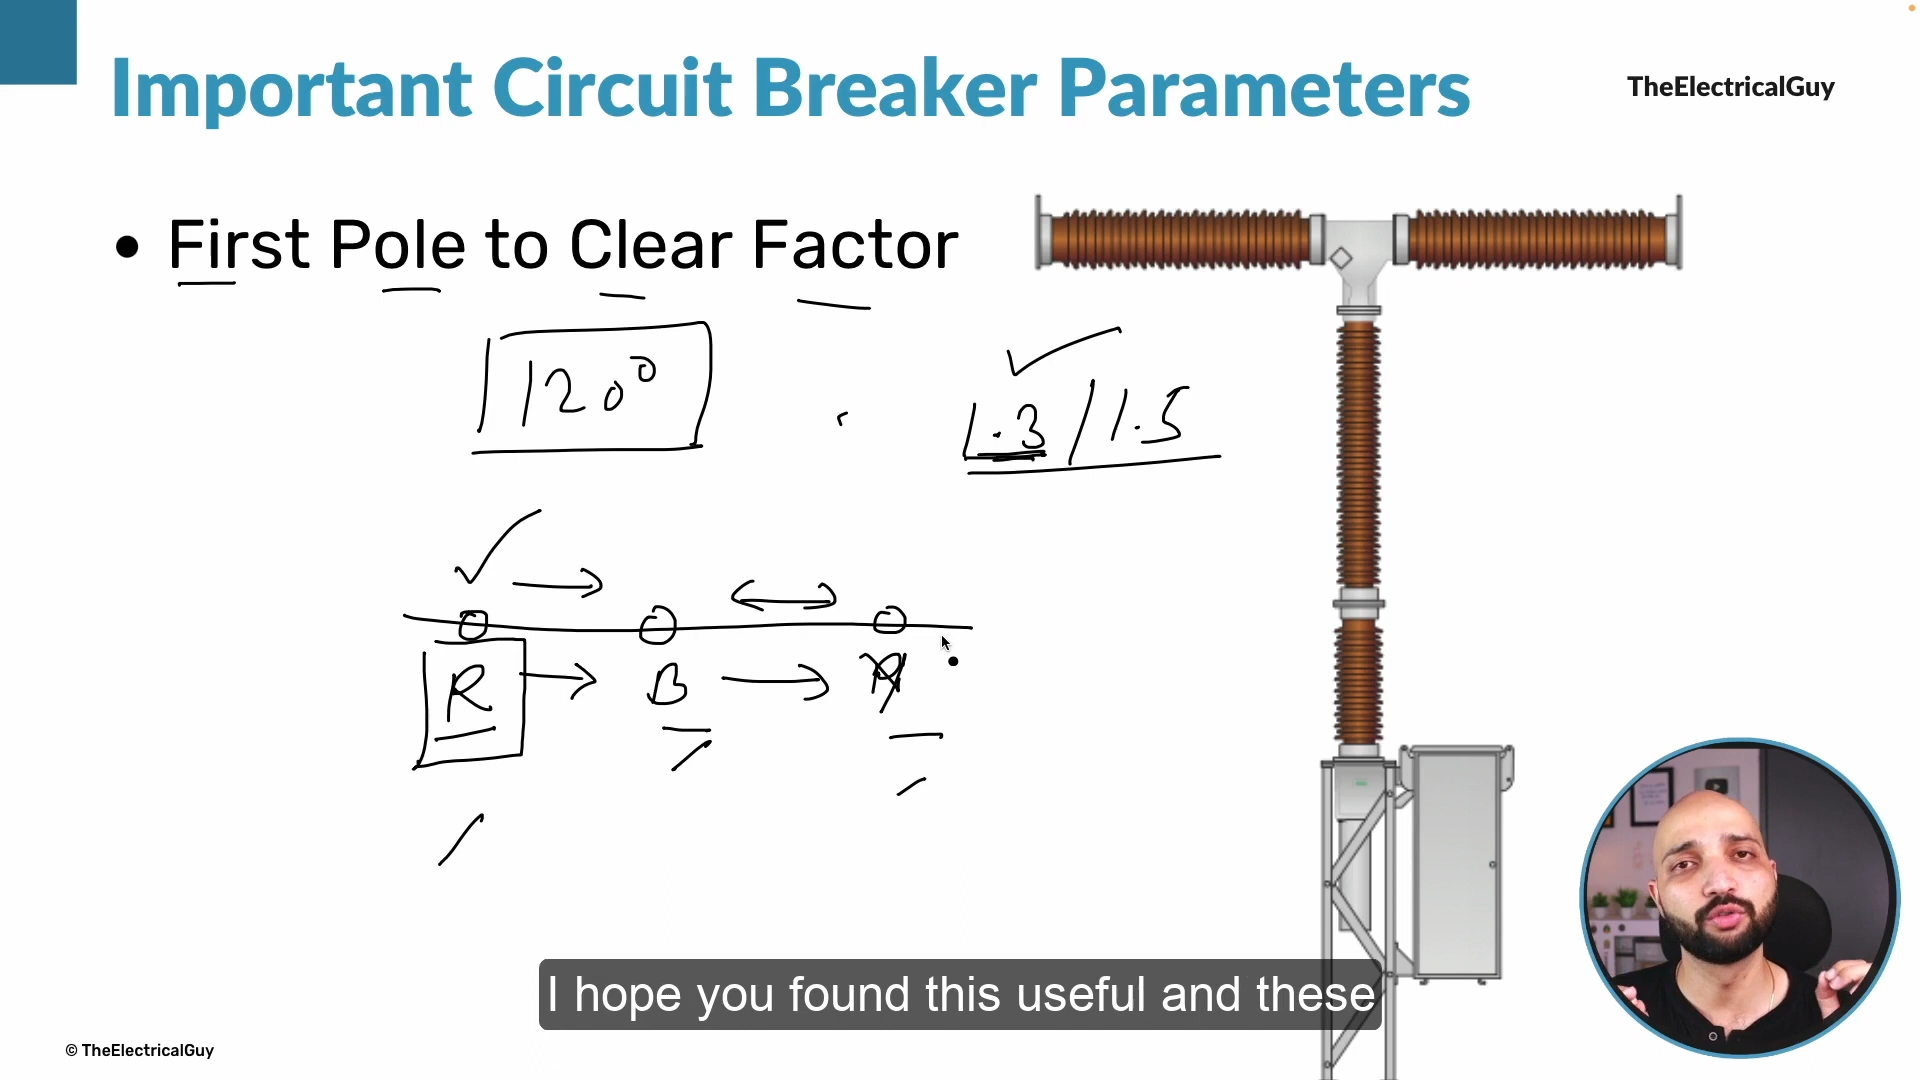 Important Circuit Breaker Parameters
TheElectricalGuy
• First Pole to Clear Factor
120°
1.3/1.5
R → B →
I hope you found this useful and these
© TheElectricalGuy